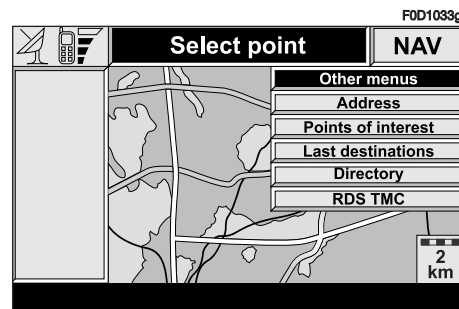 F0D1033g
Select point
NAV
Other menus
Address
Points of interest
Last destinations
Directory
RDS TMC
2
km